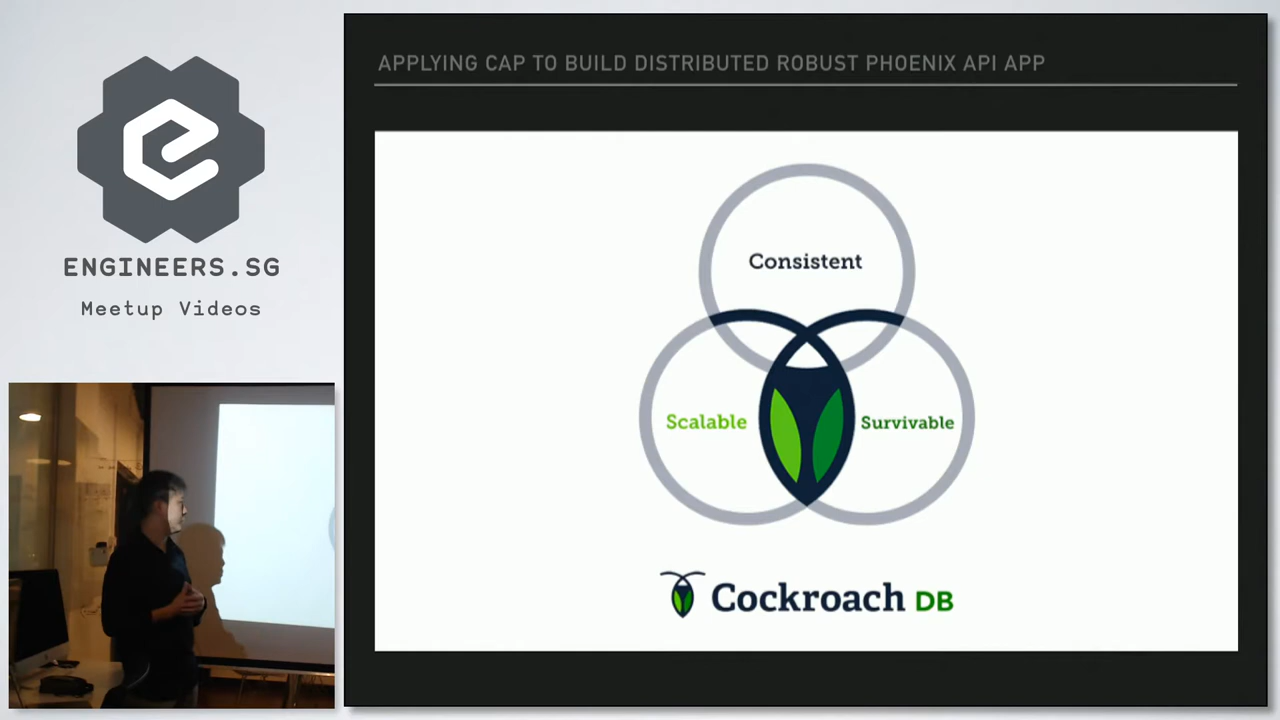 ENGINEERS.SG
Meetup Videos
APPLYING CAP TO BUILD DISTRIBUTED ROBUST PHOENIX API APP
Consistent
Scalable
Survivable
Cockroach DB